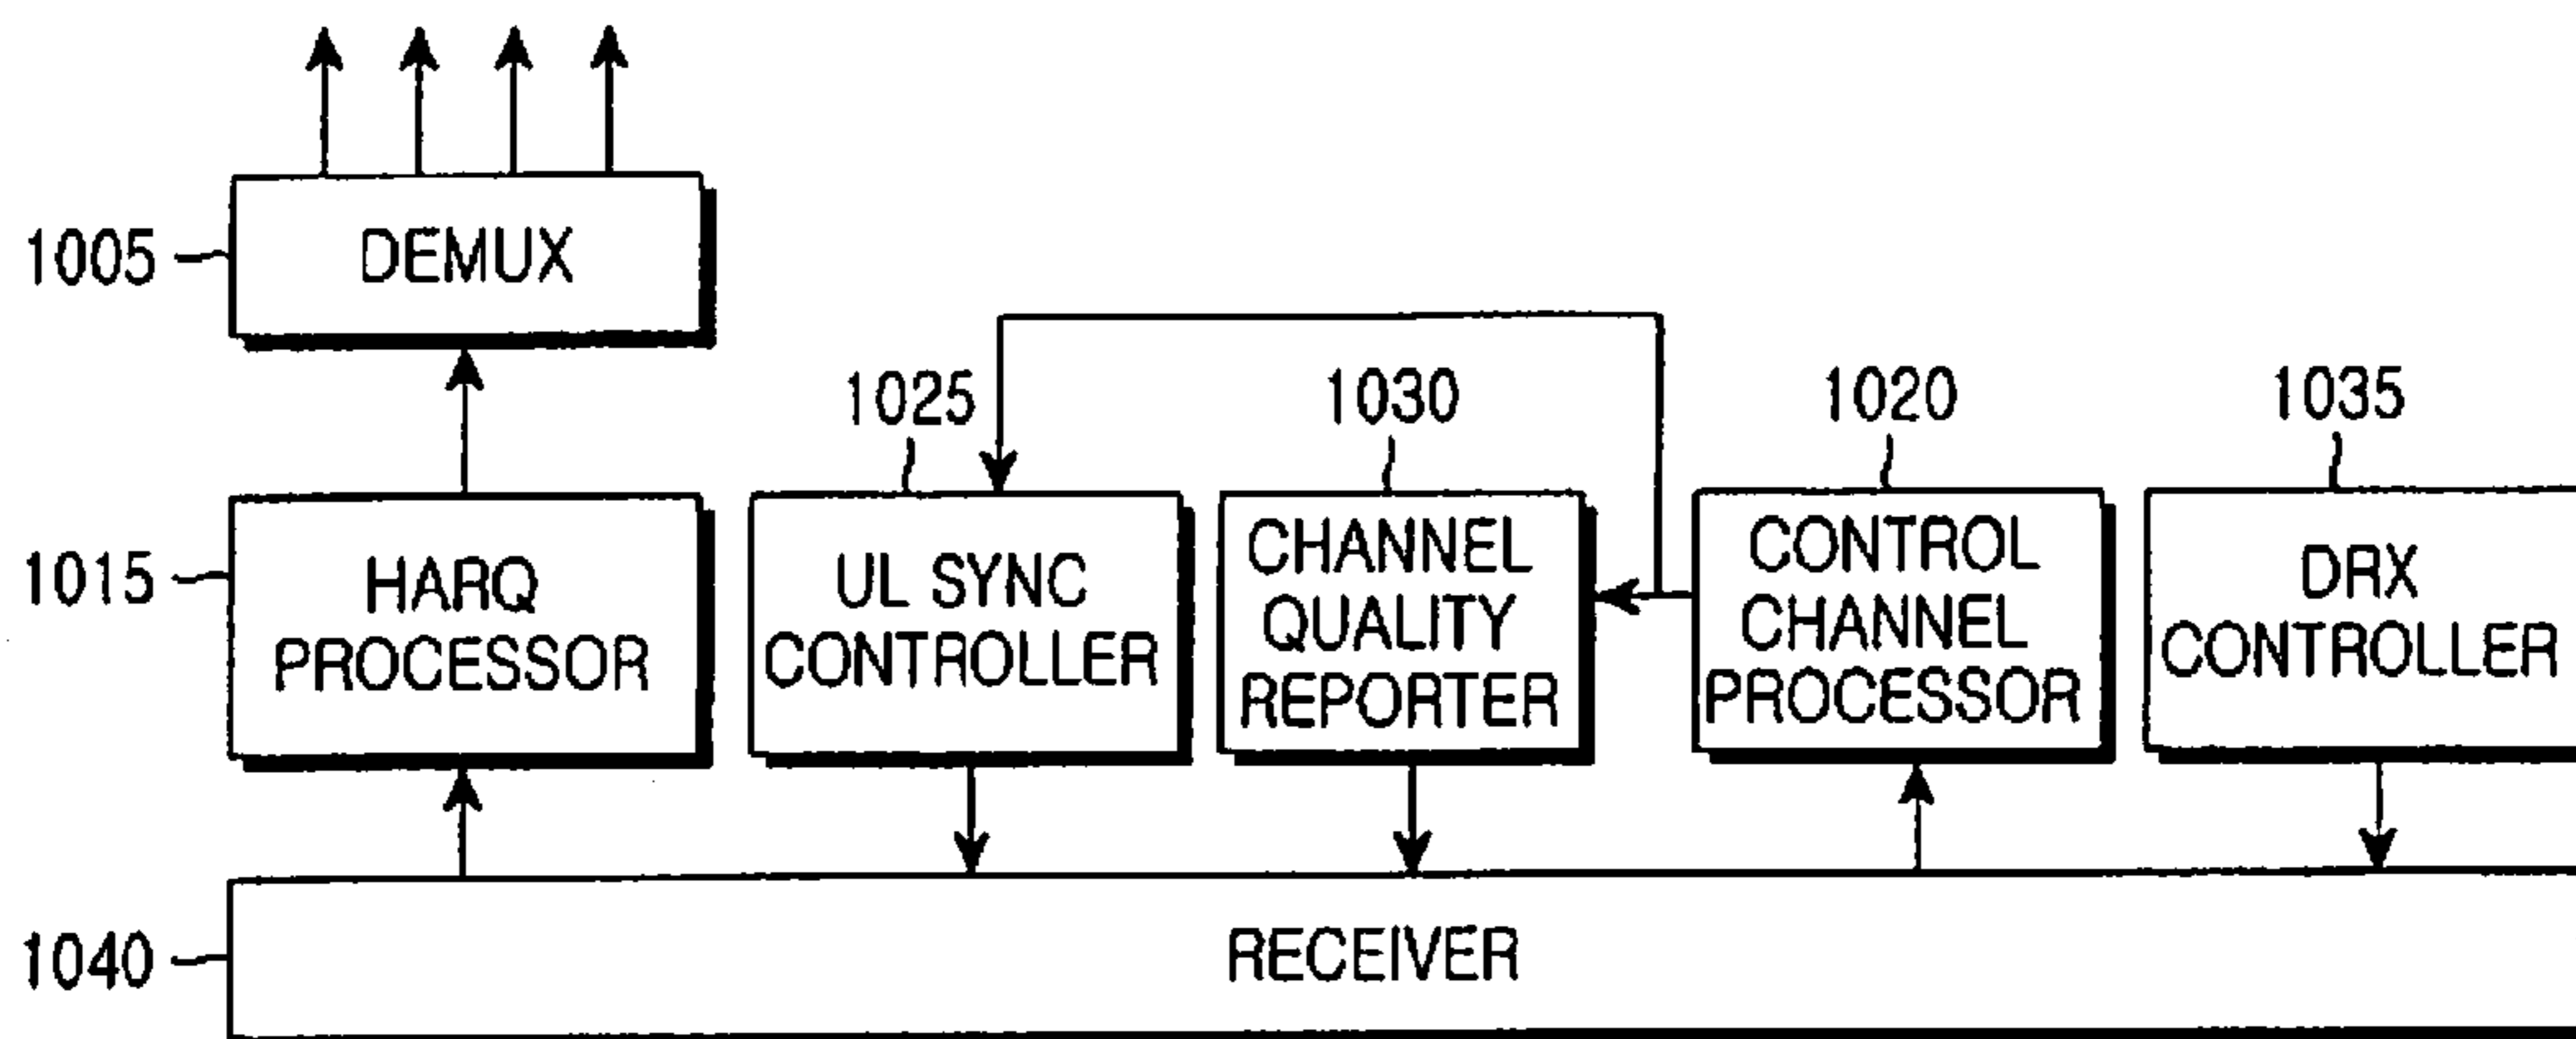 1005
DEMUX
1025
1030
1020
1035
1015
HARQ
PROCESSOR
UL SYNC
CONTROLLER
CHANNEL
QUALITY
REPORTER
CONTROL
CHANNEL
PROCESSOR
DRX
CONTROLLER
1040
RECEIVER